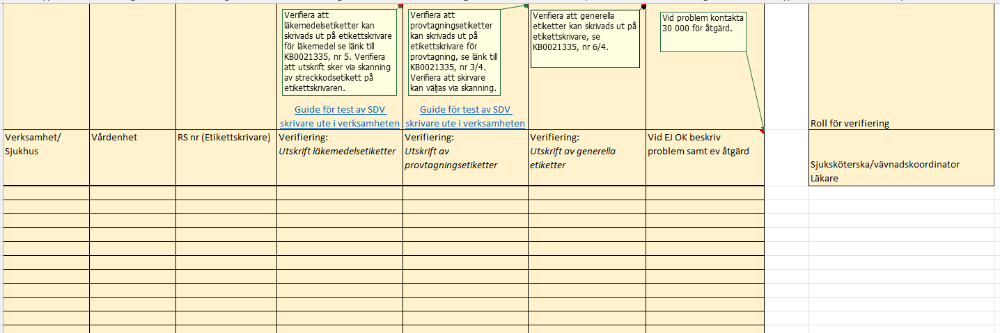 Verifiera att
läkemedelsetiketter kan
skrivads ut på etikettskrivare
för läkemedel se länk till
KB0021335, nr 5. Verifiera
att utskrift sker via skanning
av streckkodsetikett på
etikettskrivaren.
Verifiera att
provtagningsetiketter
kan skrivads ut på
etikettskrivare för
provtagning, se länk till
KB0021335, nr 3/4.
Verifiera att skirvare
kan väljas via skanning.
Verifiera att generella
etiketter kan skrivads ut på
etikettskrivare, se
KB0021335, nr 6/4.
Vid problem kontakta
30 000 för åtgärd.
Guide för test av SDV
skrivare ute i verksamheten
Guide för test av SDV
skrivare ute i verksamheten
Roll för verifiering
Verksamhet/
Sjukhus
Vårdenhet
RS nr (Etikettskrivare)
Verifiering:
Utskrift läkemedelsetiketter
Verifiering:
Utskrift av
provtagningsetiketter
Verifiering:
Utskrift av generella
etiketter
Vid EJ OK beskriv
problem samt ev åtgärd
Sjuksköterska/vävnadskoordinator
Läkare